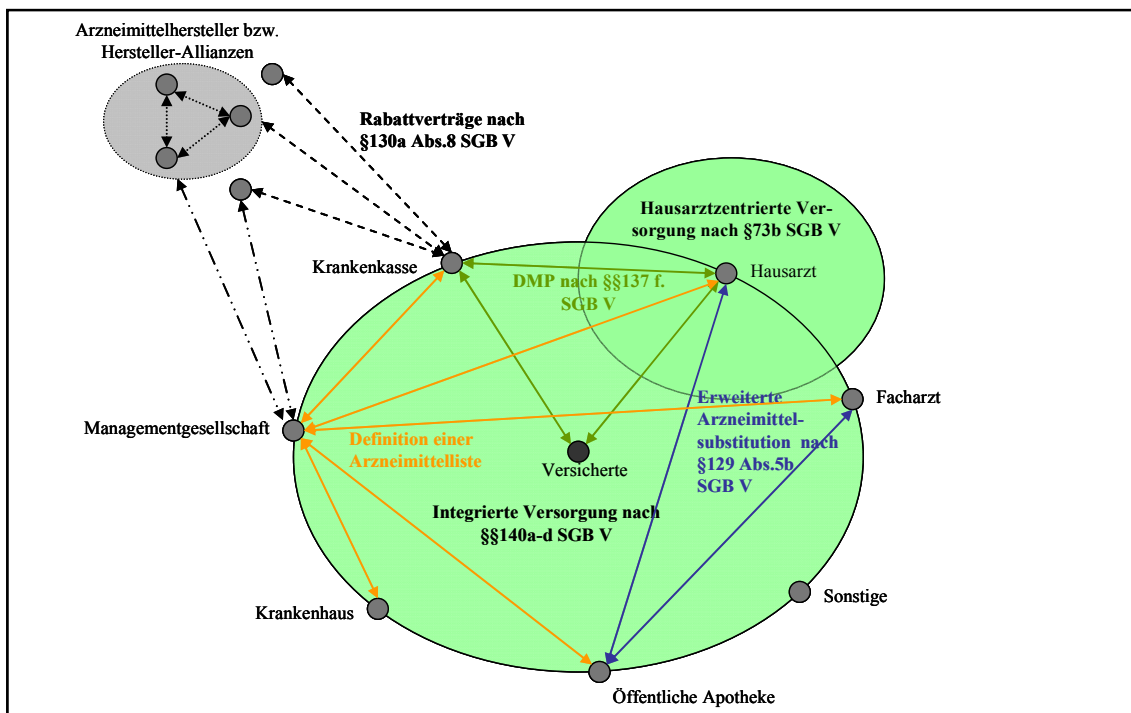 Arzneimittelhersteller bzw.
Hersteller-Allianzen
Rabattverträge nach
§130a Abs.8 SGB V
Hausarztzentrierte Ver-
sorgung nach §73b SGB V
Krankenkasse
Hausarzt
DMP nach §§137 f.
SGB V
Facharzt
Erweiterte
Arzneimittel-
substitution nach
§129 Abs.5b
SGB V
Managementgesellschaft
Definition einer
Arzneimittelliste
Versicherte
Integrierte Versorgung nach
§§140a-d SGB V
Krankenhaus
Sonstige
Öffentliche Apotheke